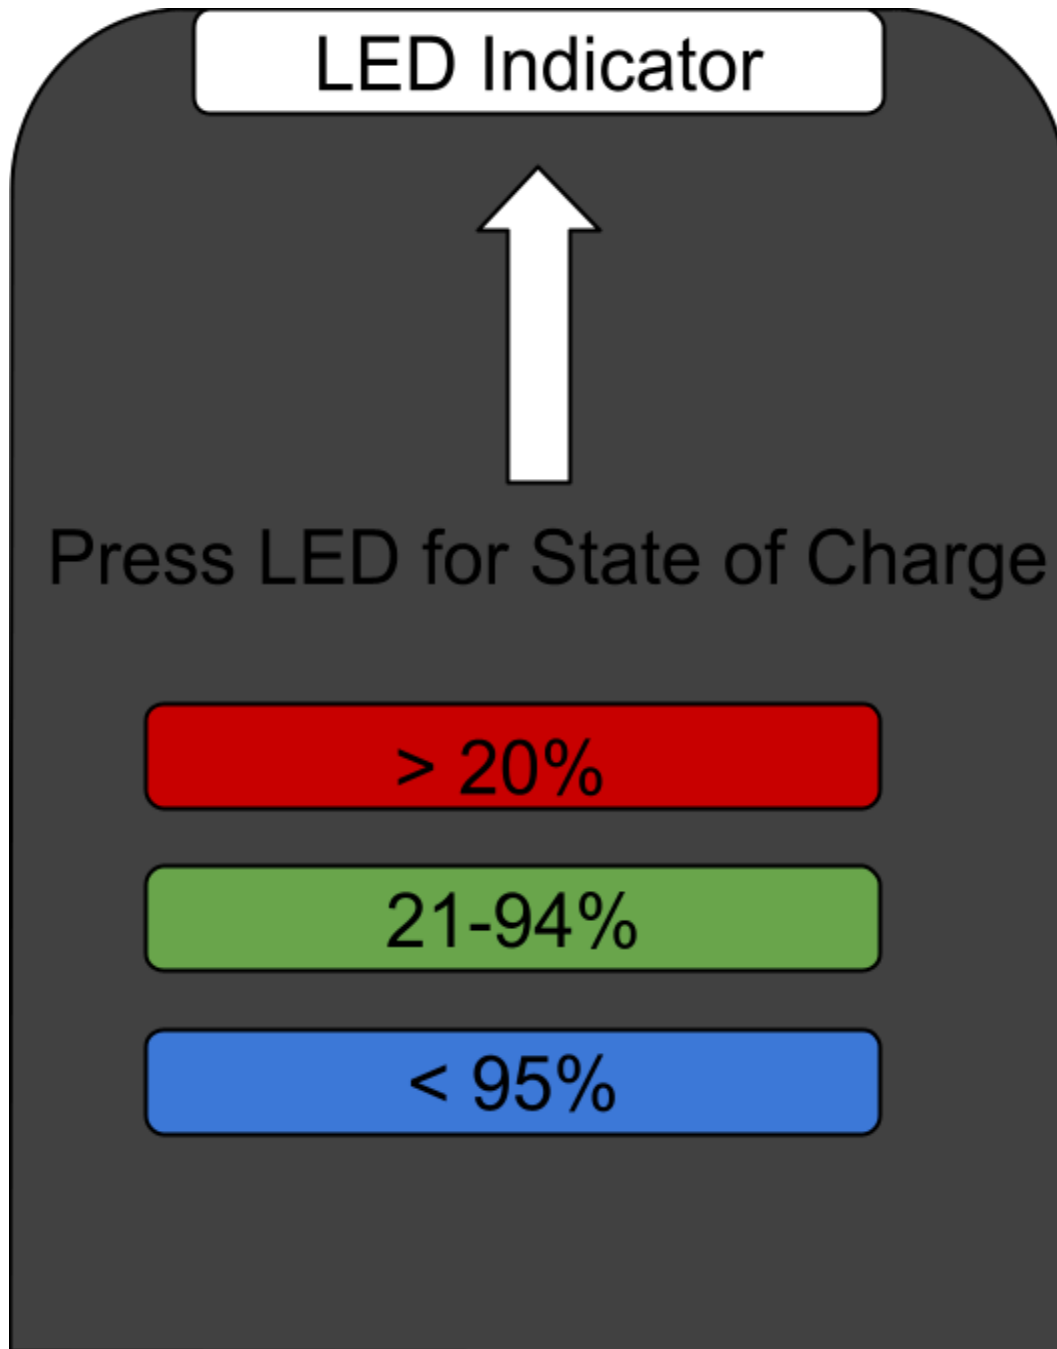 LED Indicator
Press LED for State of Charge
> 20%
21-94%
< 95%